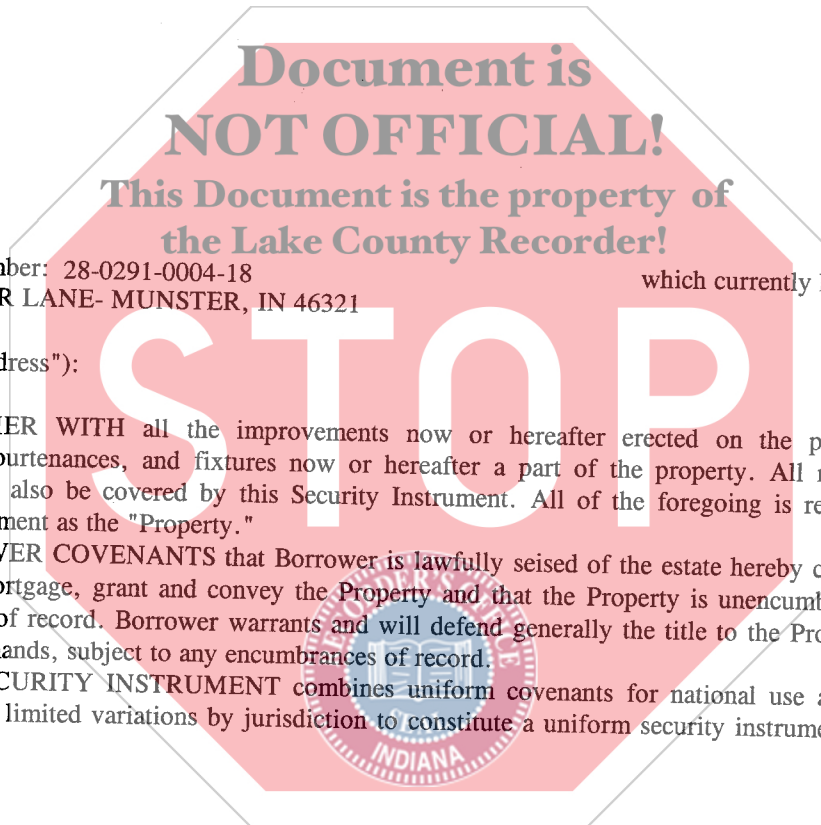 Document is
NOT OFFICIAL!
This Document is the property of
the Lake County Recorder!
nber: 28-0291-0004-18 which currently
R LANE- MUNSTER, IN 46321
dress"):
STOP
ER WITH all the improvements now or hereafter erected on the p
purtenances, and fixtures now or hereafter a part of the property. All
also be covered by this Security Instrument. All of the foregoing is re
ment as the "Property."
VER COVENANTS that Borrower is lawfully seised of the estate hereby c
ortgage, grant and convey the Property and that the Property is unencumb
of record. Borrower warrants and will defend generally the title to the Pro
ands, subject to any encumbrances of record.
CURITY INSTRUMENT combines uniform covenants for national use a
limited variations by jurisdiction to constitute a uniform security instrume
RECORDER'S OFFICE
INDIANA